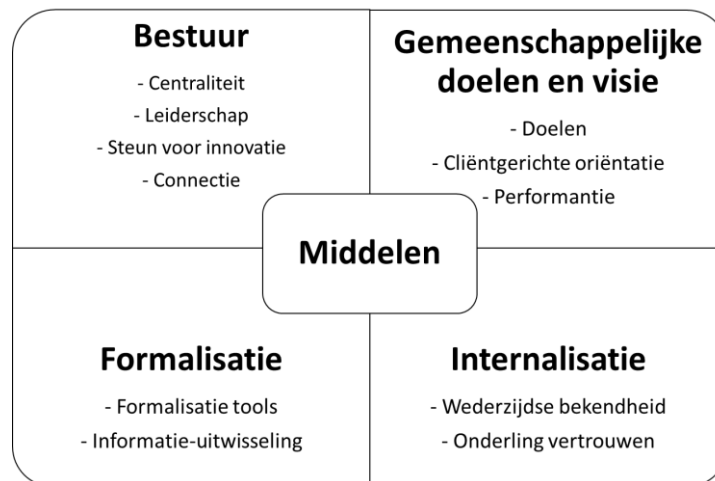 Bestuur
- Centraliteit
- Leiderschap
- Steun voor innovatie
- Connectie
Gemeenschappelijke
doelen en visie
- Doelen
- Cliëntgerichte oriëntatie
- Performantie
Middelen
Formalisatie
- Formalisatie tools
- Informatie-uitwisseling
Internalisatie
- Wederzijdse bekendheid
- Onderling vertrouwen